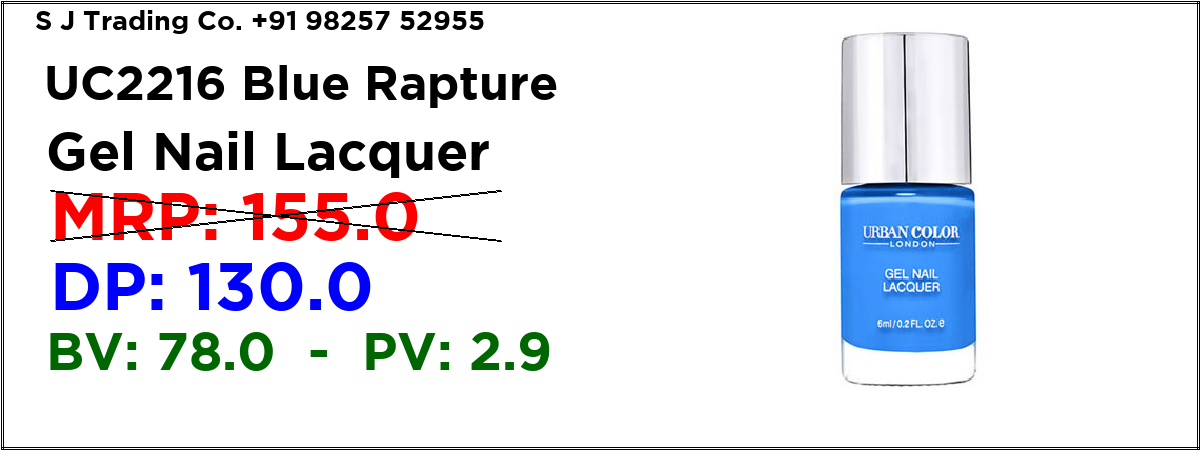 S J Trading Co. +91 98257 52955
UC2216 Blue Rapture
Gel Nail Lacquer
MRP: 155.0
DP: 130.0
BV: 78.0 - PV: 2.9
URBAN COLOR
LONDON
GEL NAIL
LACQUER
6ml/0.2 FL. OZ. e